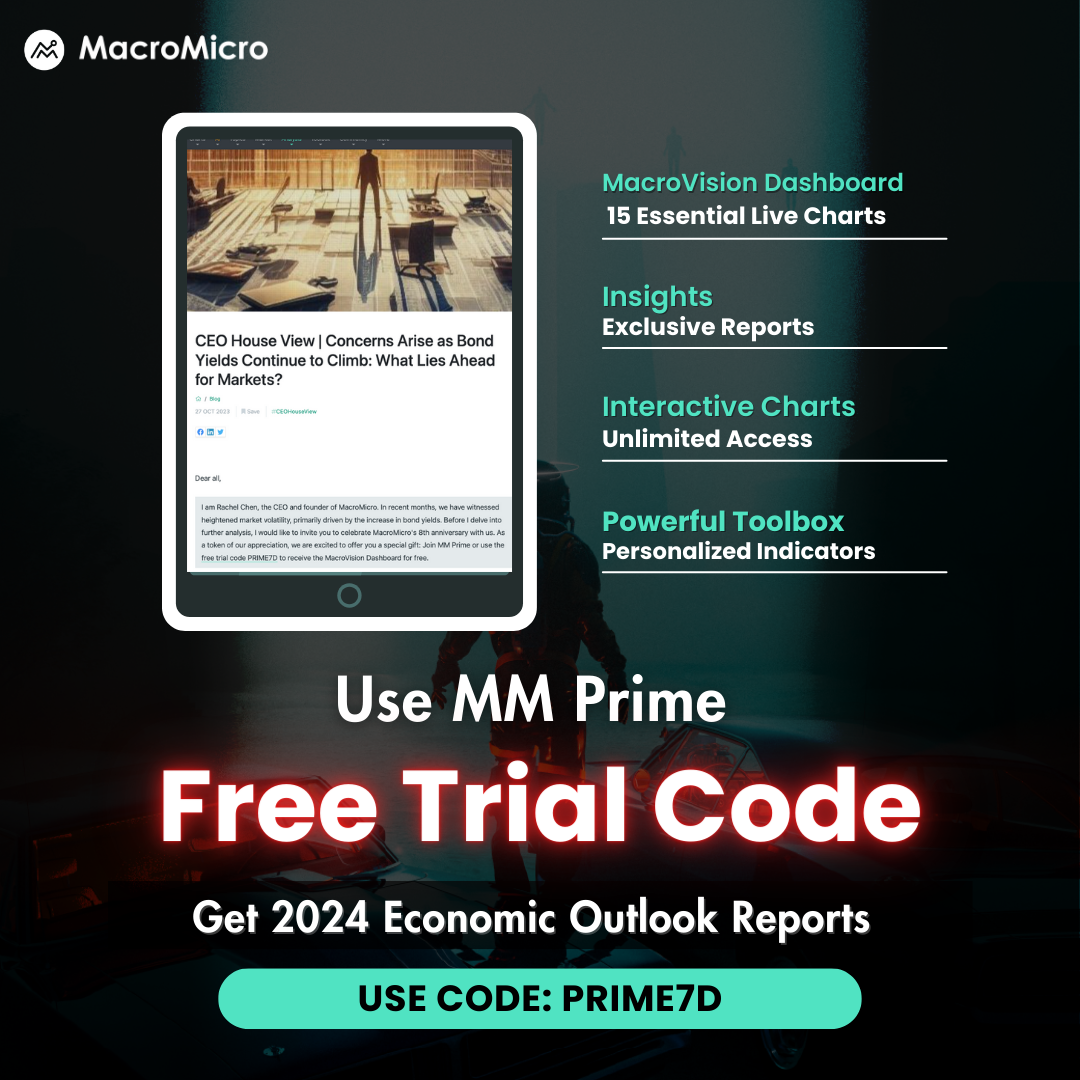 MacroMicro
CEO House View | Concerns Arise as Bond
Yields Continue to Climb: What Lies Ahead
for Markets?
/ Blog
27 OCT 2023
Save
#CEOHouseView
Dear all,
I am Rachel Chen, the CEO and founder of MacroMicro. In recent months, we have witnessed
heightened market volatility, primarily driven by the increase in bond yields. Before I delve into
further analysis, I would like to invite you to celebrate MacroMicro's 8th anniversary with us. As
a token of our appreciation, we are excited to offer you a special gift: Join MM Prime or use the
free trial code PRIME7D to receive the MacroVision Dashboard for free.
MacroVision Dashboard
15 Essential Live Charts
Insights
Exclusive Reports
Interactive Charts
Unlimited Access
Powerful Toolbox
Personalized Indicators
Use MM Prime
Free Trial Code
Get 2024 Economic Outlook Reports
USE CODE: PRIME7D